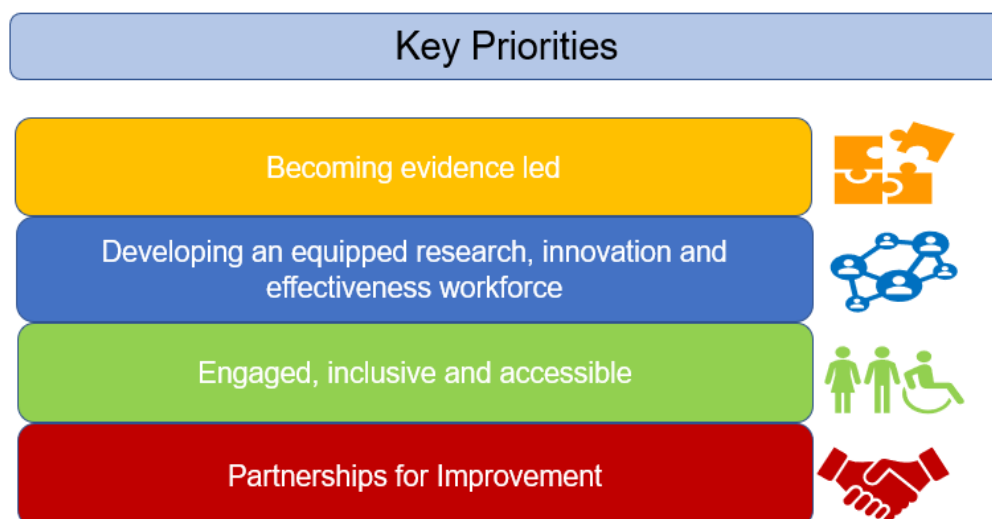 Key Priorities
Becoming evidence led
Developing an equipped research, innovation and
effectiveness workforce
Engaged, inclusive and accessible
Partnerships for Improvement